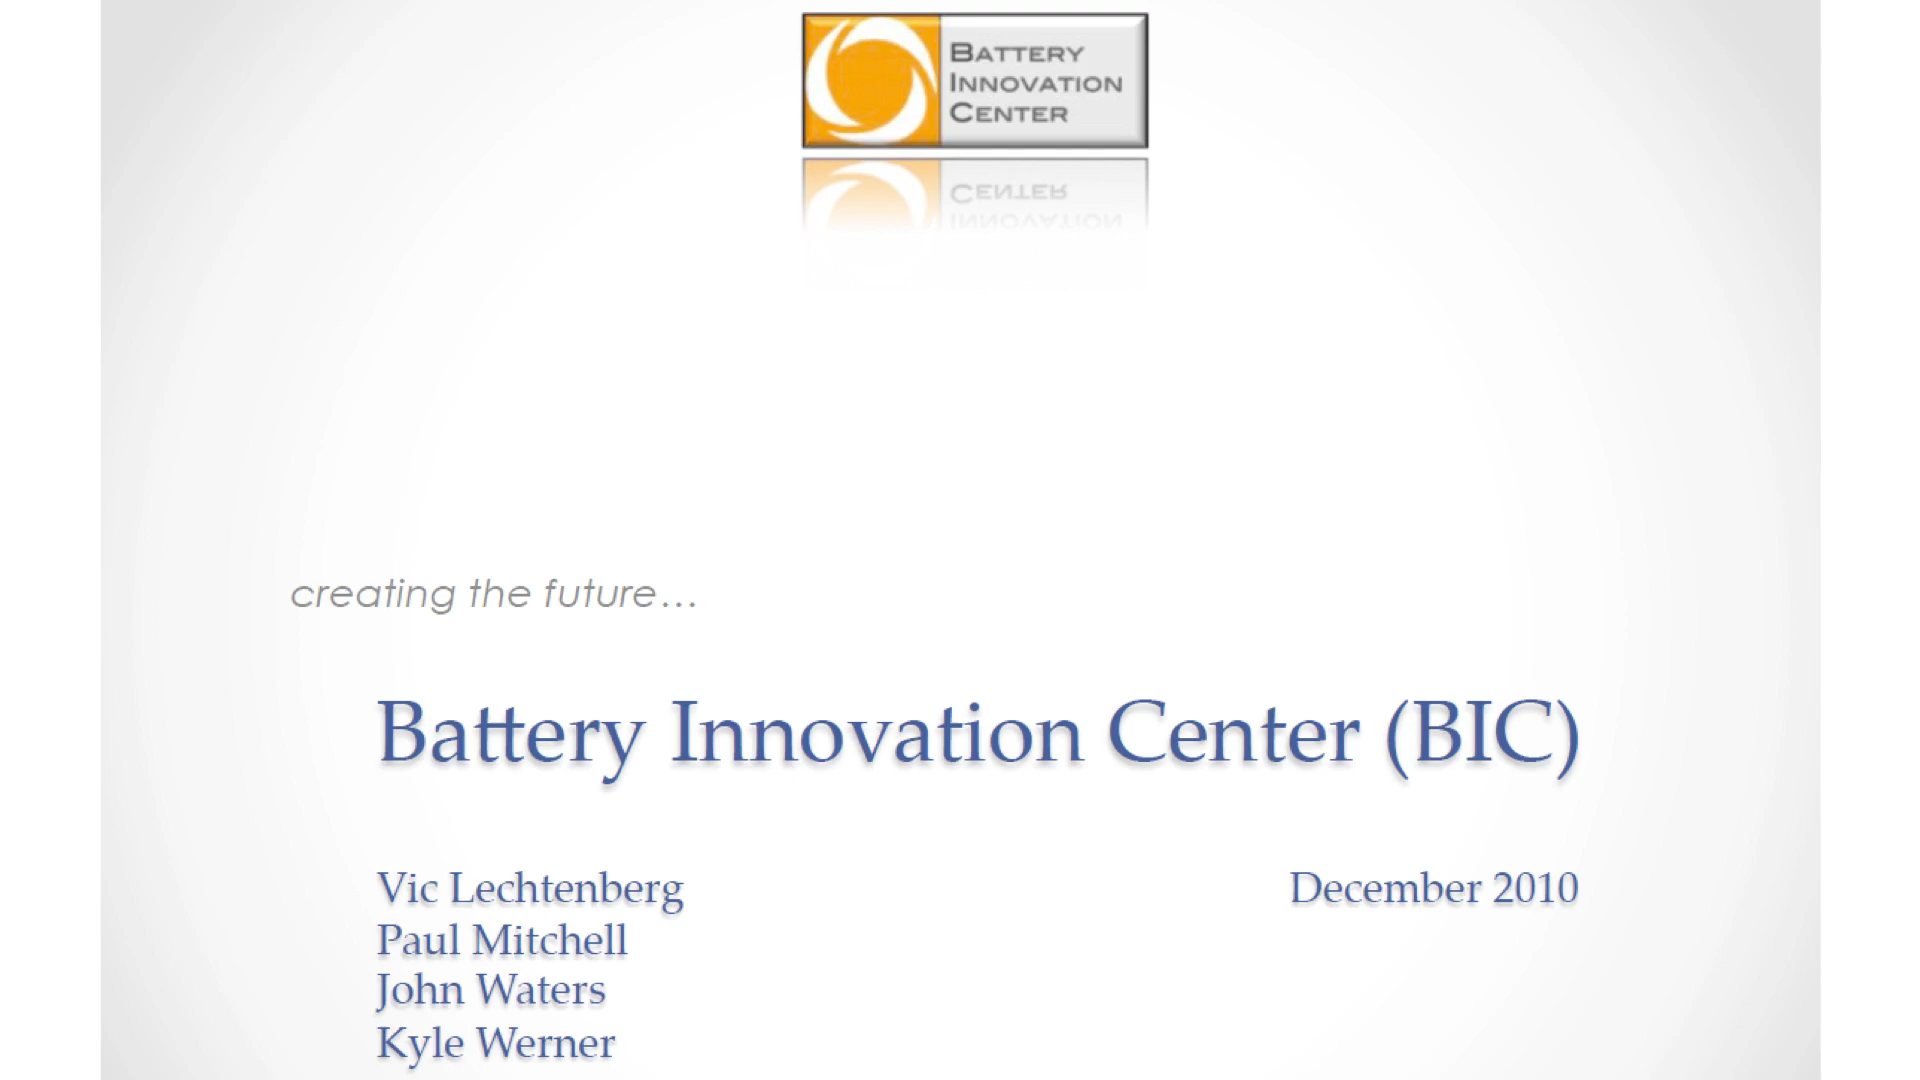 BATTERY
INNOVATION
CENTER
creating the future...
Battery Innovation Center (BIC)
Vic Lechtenberg December 2010
Paul Mitchell
John Waters
Kyle Werner